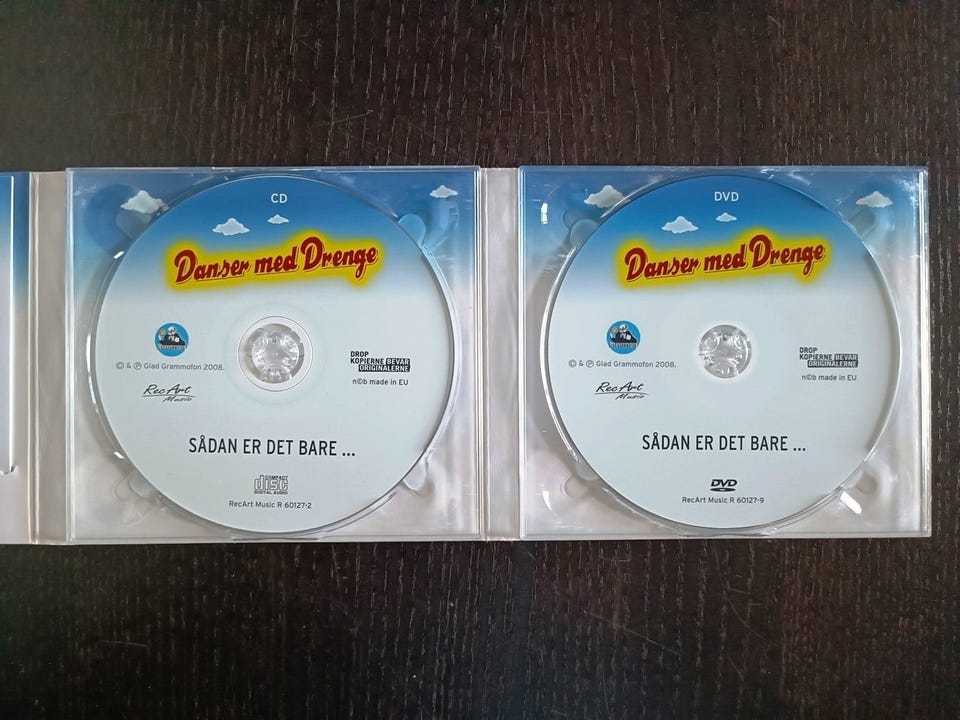 CD
Danser med Drenge
© & ℗ Glad Grammofon 2008.
RecArt
Music
DROP
KOPIERNE BEVAR
ORIGINALERNE
n©b made in EU
SÅDAN ER DET BARE ...
COMPACT
disc
DIGITAL AUDIO
RecArt Music R 60127-2
DVD
Danser med Drenge
© & ℗ Glad Grammofon 2008.
RecArt
Music
DROP
KOPIERNE BEVAR
ORIGINALERNE
n©b made in EU
SÅDAN ER DET BARE ...
DVD
RecArt Music R 60127-9